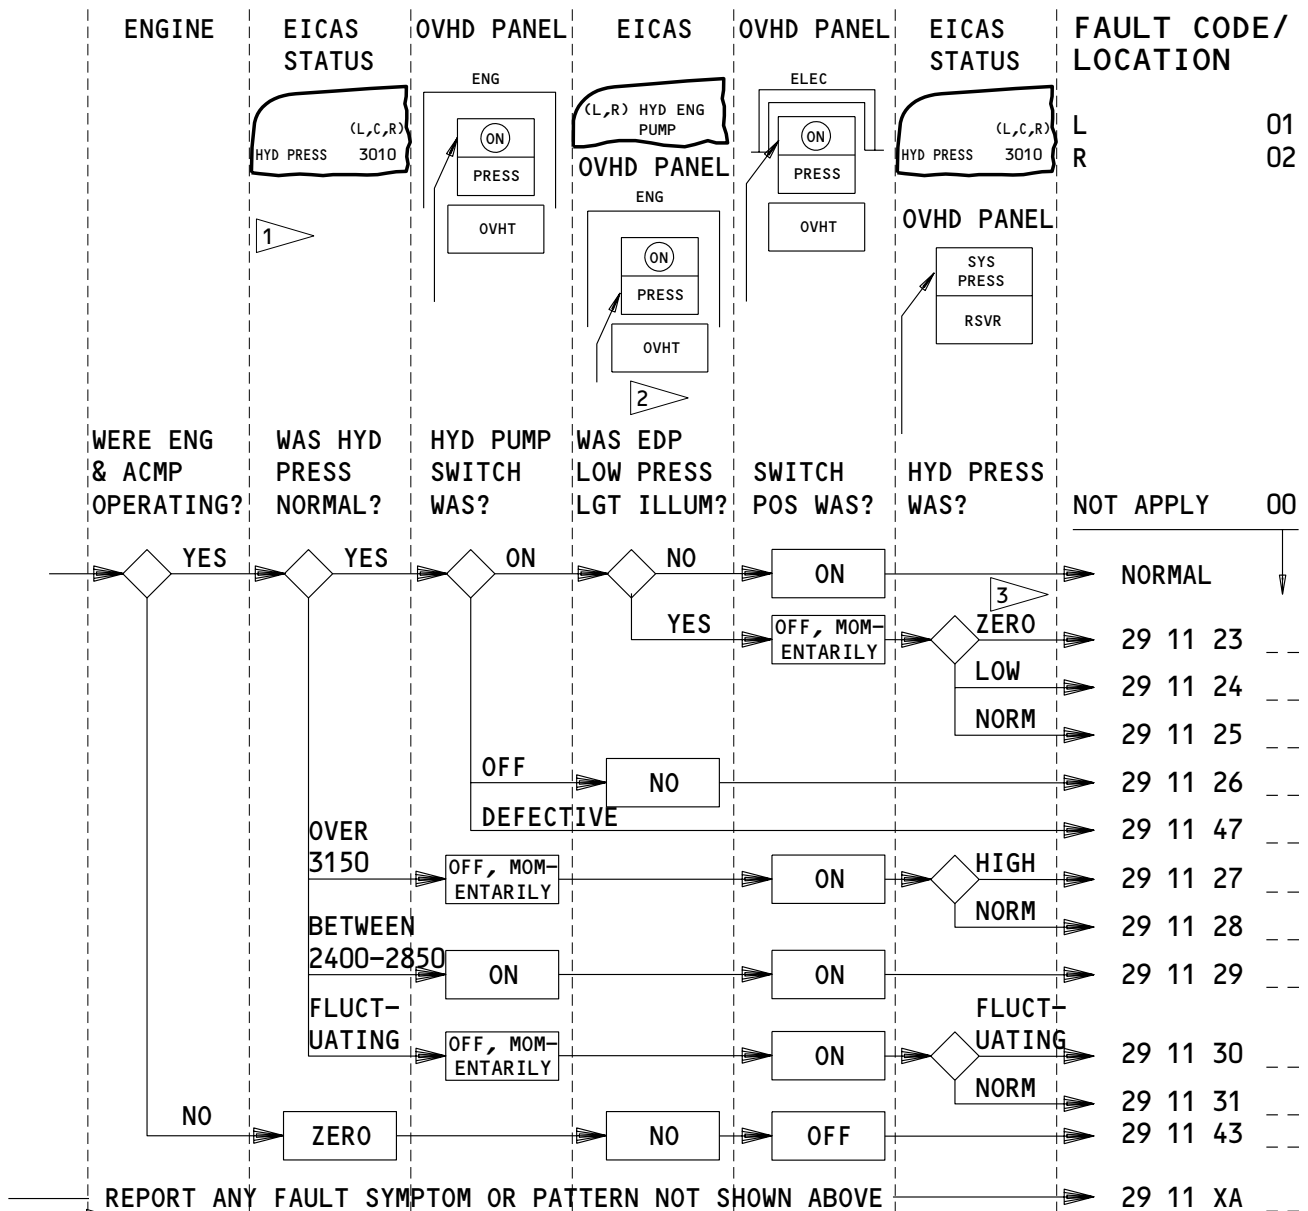 ENGINE
EICAS
STATUS
OVHD PANEL
EICAS
OVHD PANEL
EICAS
STATUS
FAULT CODE/
LOCATION
L 01
R 02
(L,C,R)
HYD PRESS 3010
1
ENG
ON
PRESS
OVHT
(L,R) HYD ENG
PUMP
OVHD PANEL
ENG
ON
PRESS
OVHT
2
ELEC
ON
PRESS
OVHT
(L,C,R)
HYD PRESS 3010
OVHD PANEL
SYS
PRESS
RSVR
WERE ENG
& ACMP
OPERATING?
WAS HYD
PRESS
NORMAL?
HYD PUMP
SWITCH
WAS?
WAS EDP
LOW PRESS
LGT ILLUM?
SWITCH
POS WAS?
HYD PRESS
WAS?
NOT APPLY 00
YES
YES
ON
NO
ON
3
NORMAL
YES
OFF, MOM-
ENTARILY
ZERO
29 11 23 _ _
LOW
29 11 24 _ _
NORM
29 11 25 _ _
OFF
NO
29 11 26 _ _
DEFECTIVE
29 11 47 _ _
OVER
3150
OFF, MOM-
ENTARILY
ON
HIGH
29 11 27 _ _
NORM
29 11 28 _ _
BETWEEN
2400-2850
ON
ON
29 11 29 _ _
FLUCT-
UATING
OFF, MOM-
ENTARILY
ON
FLUCT-
UATING
29 11 30 _ _
NORM
29 11 31 _ _
NO
ZERO
NO
OFF
29 11 43 _ _
REPORT ANY FAULT SYMPTOM OR PATTERN NOT SHOWN ABOVE
29 11 XA _ _